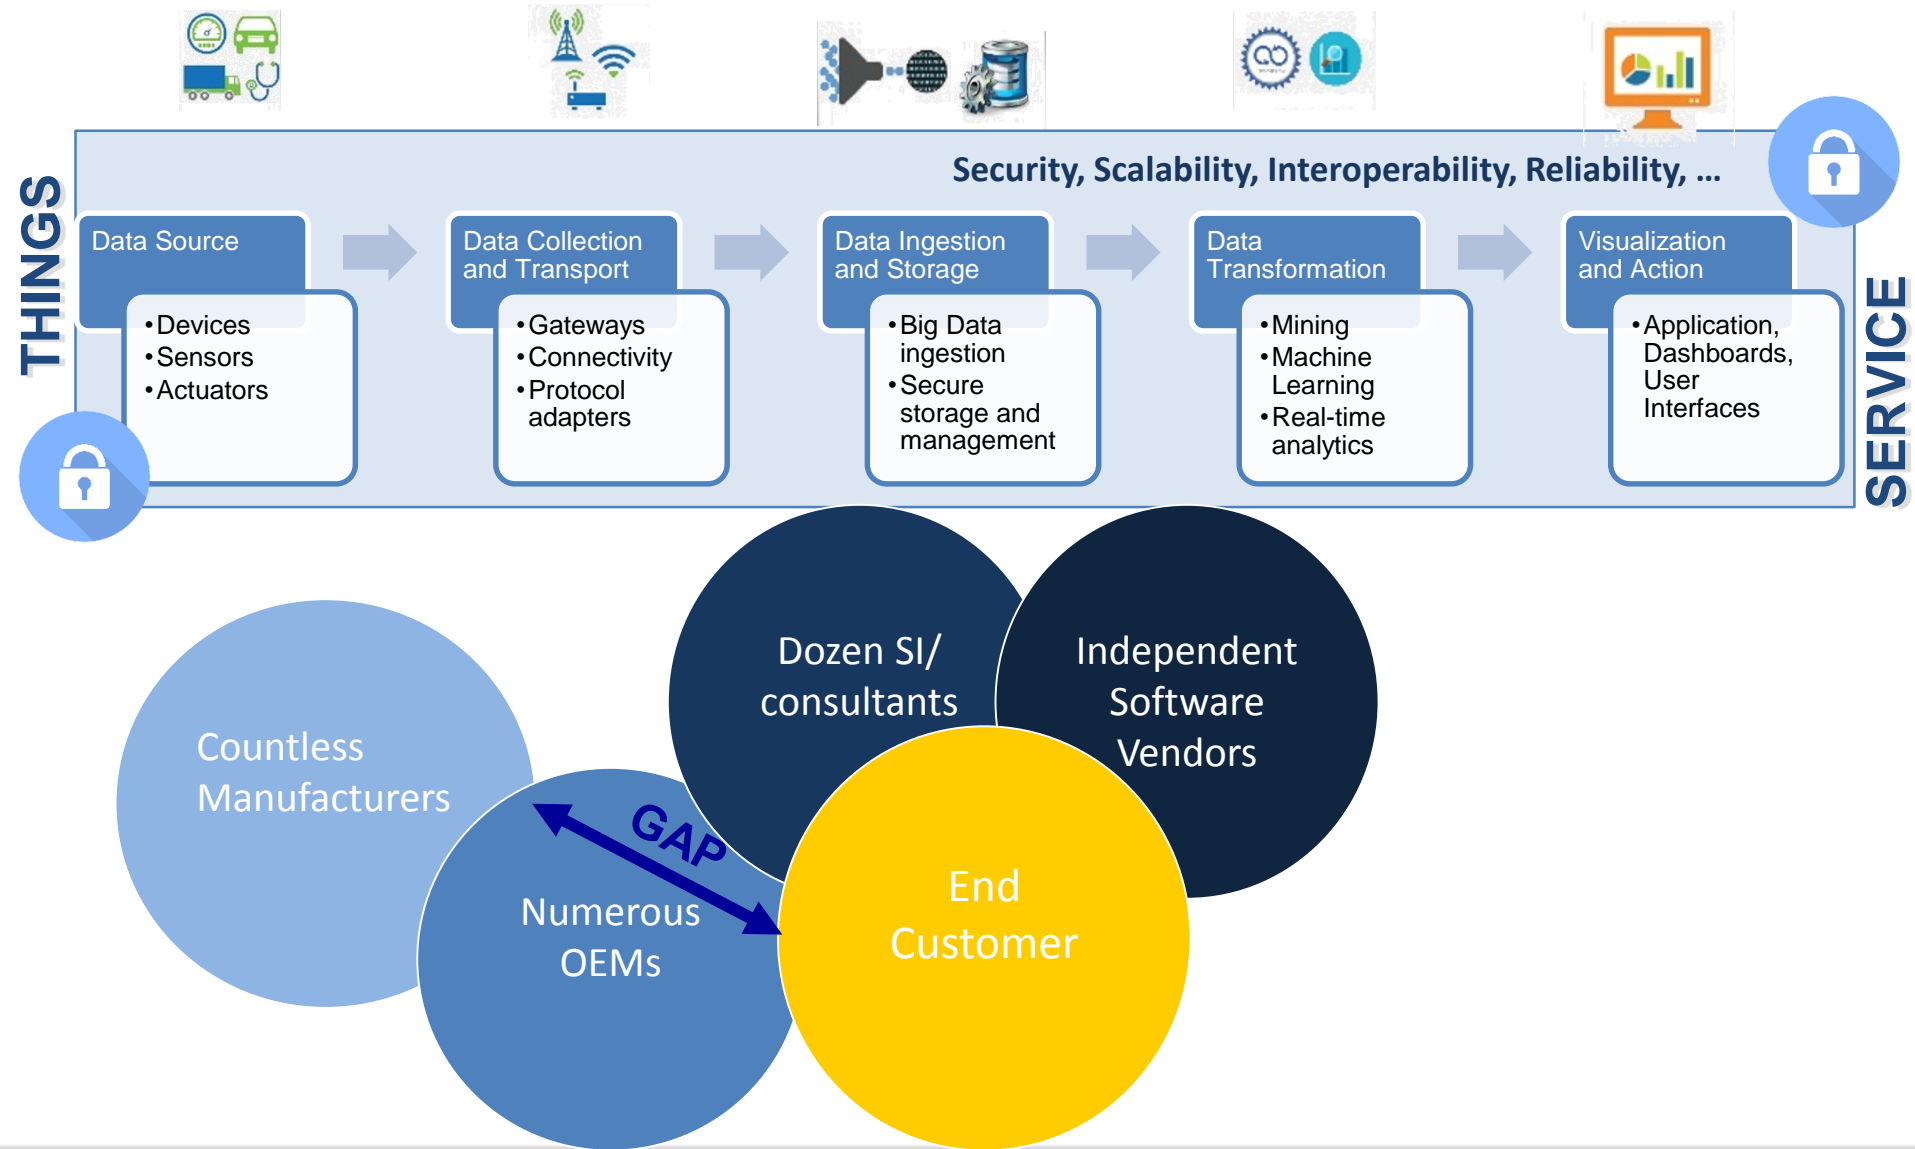 Security, Scalability, Interoperability, Reliability, ...
THINGS
Data Source
•Devices
•Sensors
•Actuators
Data Collection
and Transport
•Gateways
•Connectivity
•Protocol
adapters
Data Ingestion
and Storage
•Big Data
ingestion
•Secure
storage and
management
Data
Transformation
•Mining
•Machine
Learning
•Real-time
analytics
Visualization
and Action
•Application,
Dashboards,
User
Interfaces
SERVICE
Countless
Manufacturers
Numerous
OEMs
GAP
Dozen SI/
consultants
Independent
Software
Vendors
End
Customer